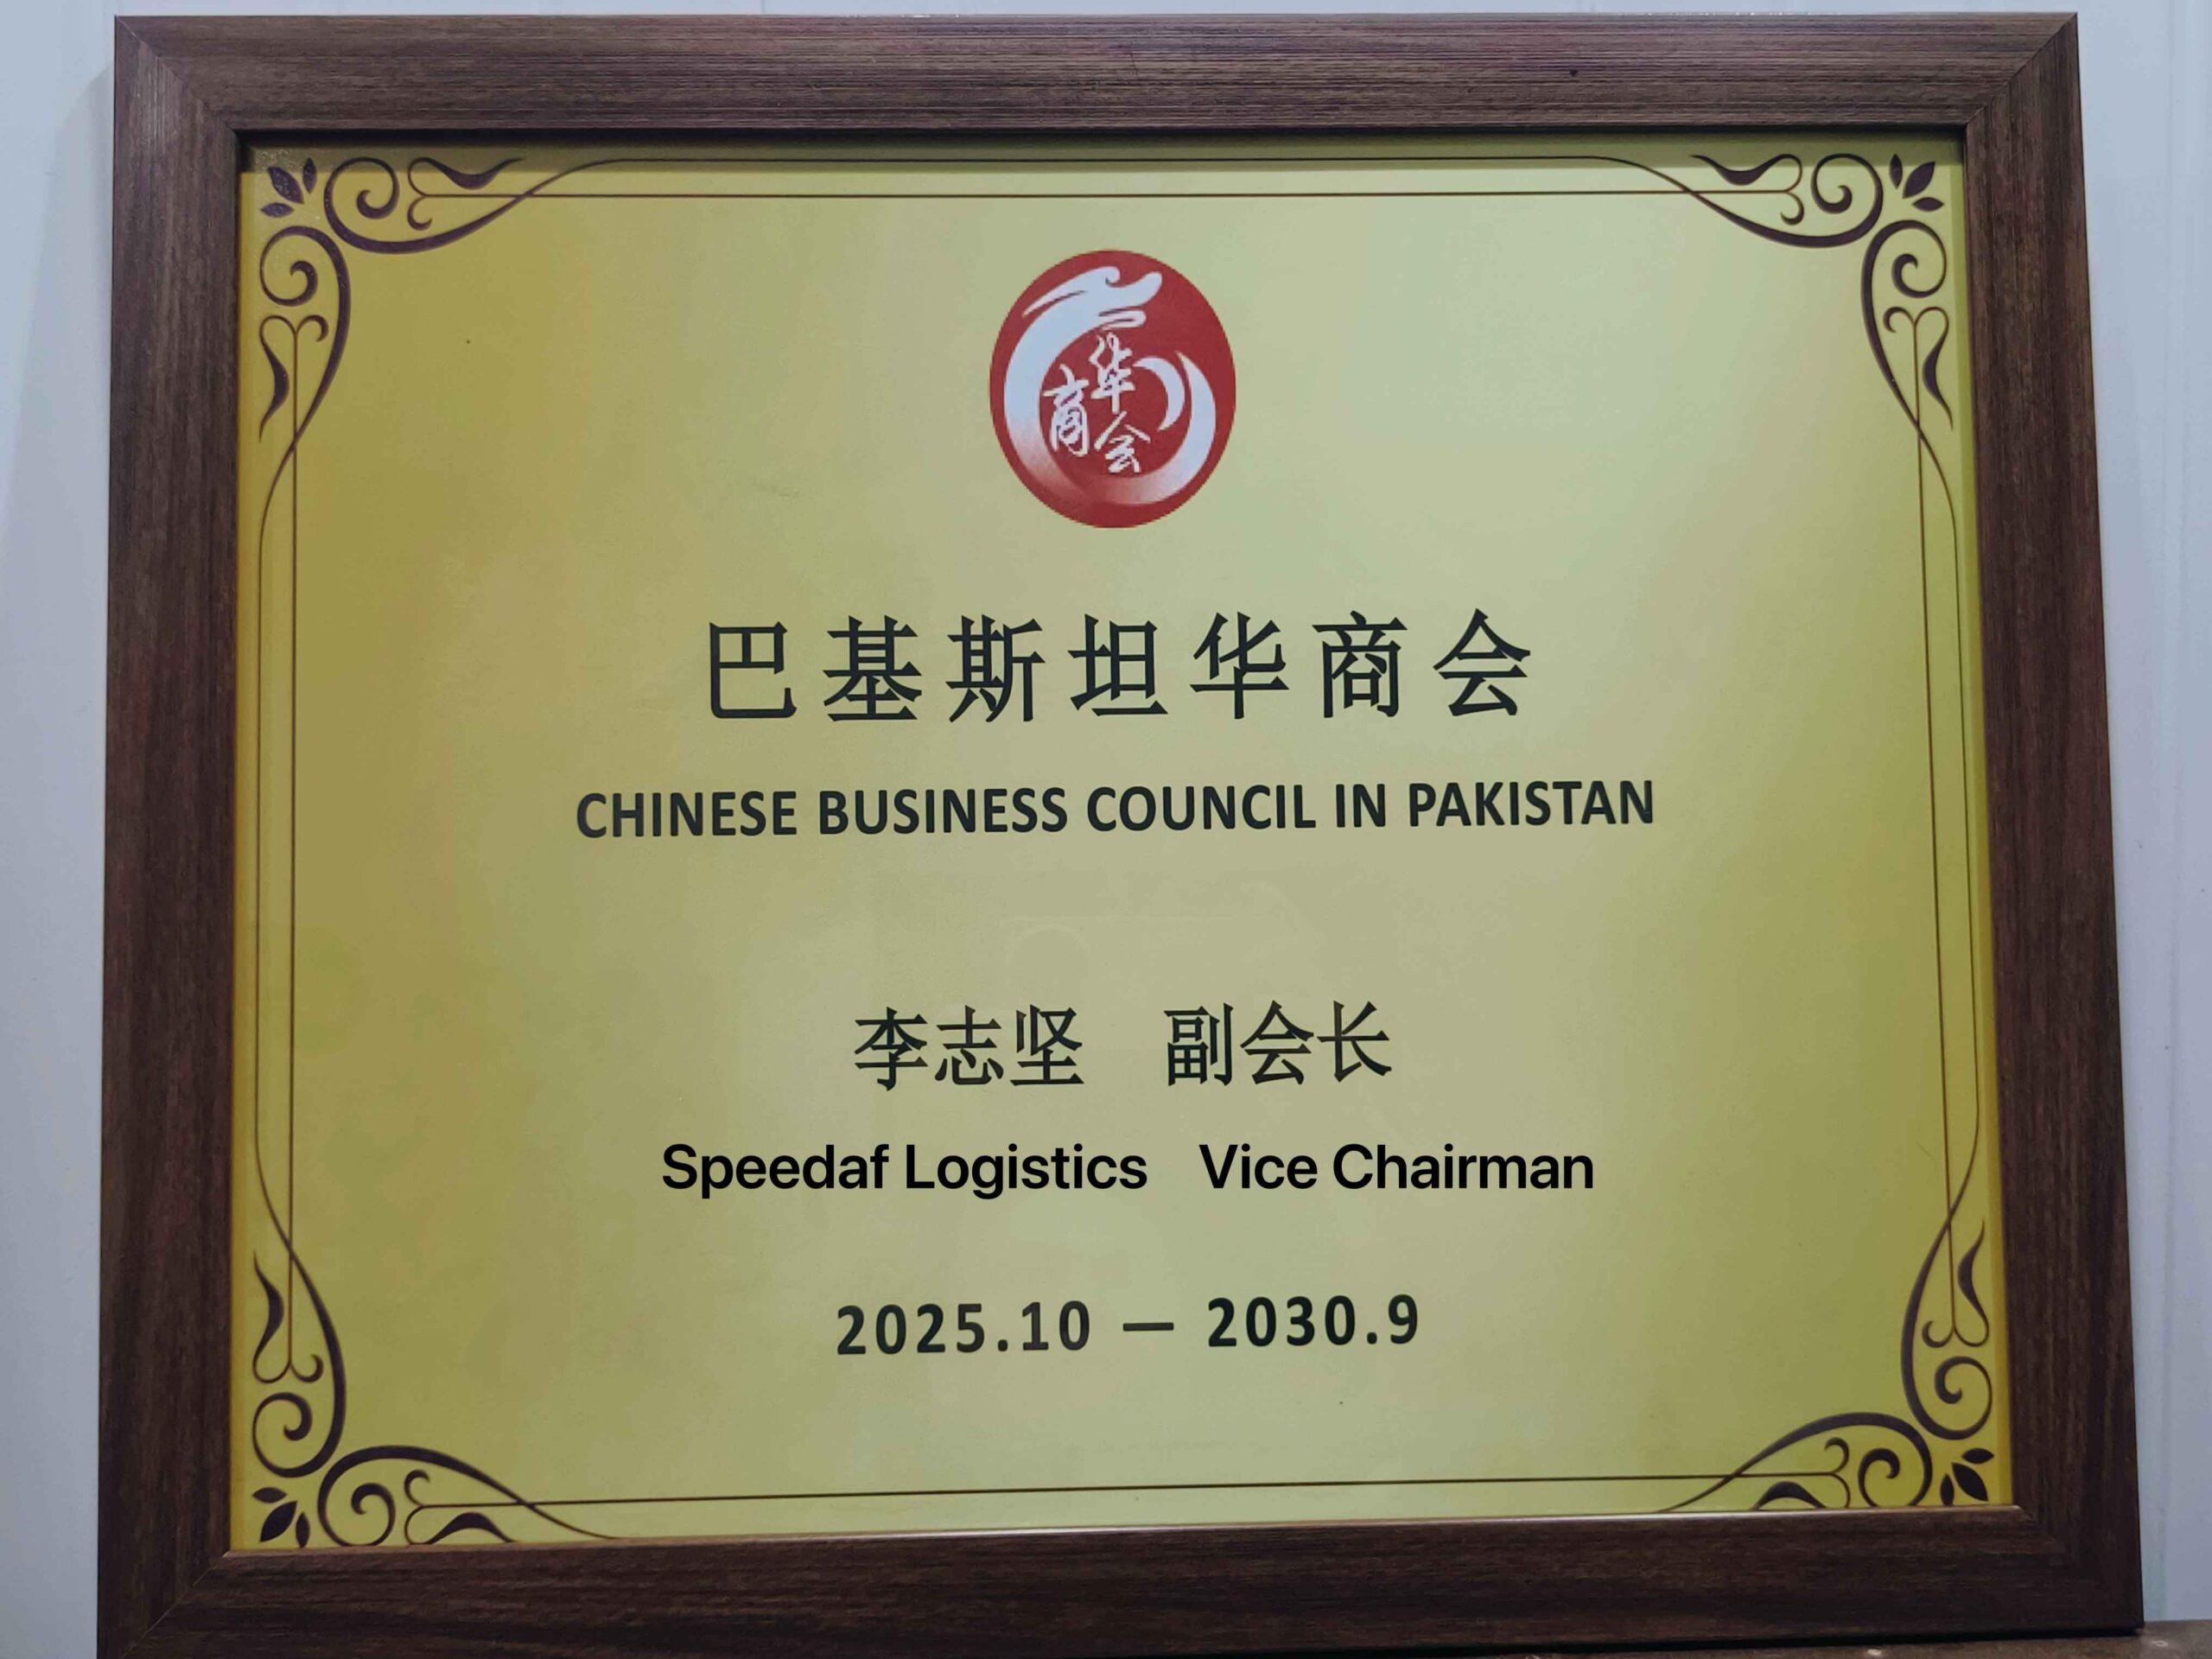 华商会
巴基斯坦华商会
CHINESE BUSINESS COUNCIL IN PAKISTAN
李志坚 副会长
Speedaf Logistics Vice Chairman
2025.10 — 2030.9